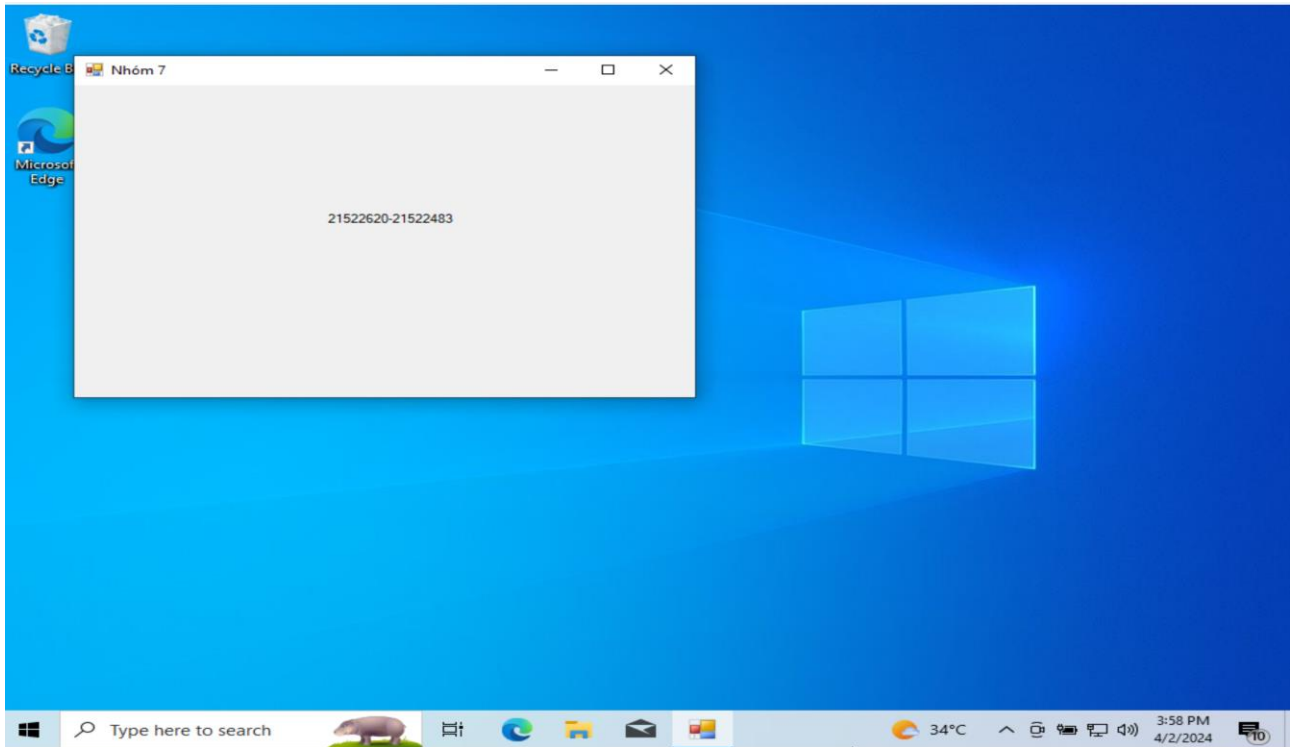 Recycle B
Nhóm 7
Microsof
Edge
21522620-21522483
Type here to search
34°C
3:58 PM
4/2/2024
10